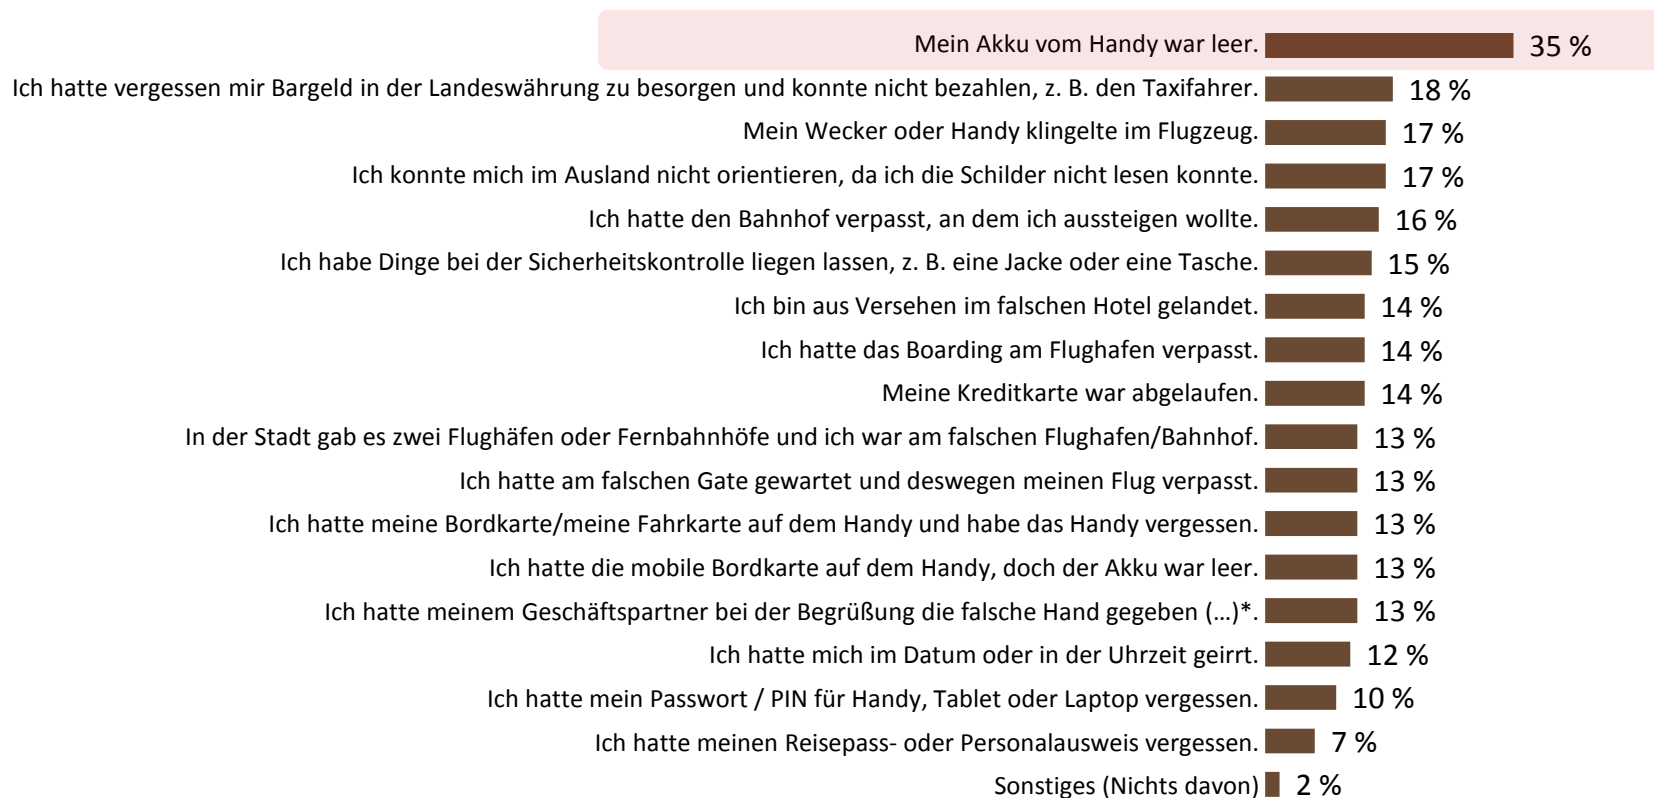 Mein Akku vom Handy war leer. 35 %
Ich hatte vergessen mir Bargeld in der Landeswährung zu besorgen und konnte nicht bezahlen, z. B. den Taxifahrer. 18 %
Mein Wecker oder Handy klingelte im Flugzeug. 17 %
Ich konnte mich im Ausland nicht orientieren, da ich die Schilder nicht lesen konnte. 17 %
Ich hatte den Bahnhof verpasst, an dem ich aussteigen wollte. 16 %
Ich habe Dinge bei der Sicherheitskontrolle liegen lassen, z. B. eine Jacke oder eine Tasche. 15 %
Ich bin aus Versehen im falschen Hotel gelandet. 14 %
Ich hatte das Boarding am Flughafen verpasst. 14 %
Meine Kreditkarte war abgelaufen. 14 %
In der Stadt gab es zwei Flughäfen oder Fernbahnhöfe und ich war am falschen Flughafen/Bahnhof. 13 %
Ich hatte am falschen Gate gewartet und deswegen meinen Flug verpasst. 13 %
Ich hatte meine Bordkarte/meine Fahrkarte auf dem Handy und habe das Handy vergessen. 13 %
Ich hatte die mobile Bordkarte auf dem Handy, doch der Akku war leer. 13 %
Ich hatte meinem Geschäftspartner bei der Begrüßung die falsche Hand gegeben (…)*. 13 %
Ich hatte mich im Datum oder in der Uhrzeit geirrt. 12 %
Ich hatte mein Passwort / PIN für Handy, Tablet oder Laptop vergessen. 10 %
Ich hatte meinen Reisepass- oder Personalausweis vergessen. 7 %
Sonstiges (Nichts davon) 2 %